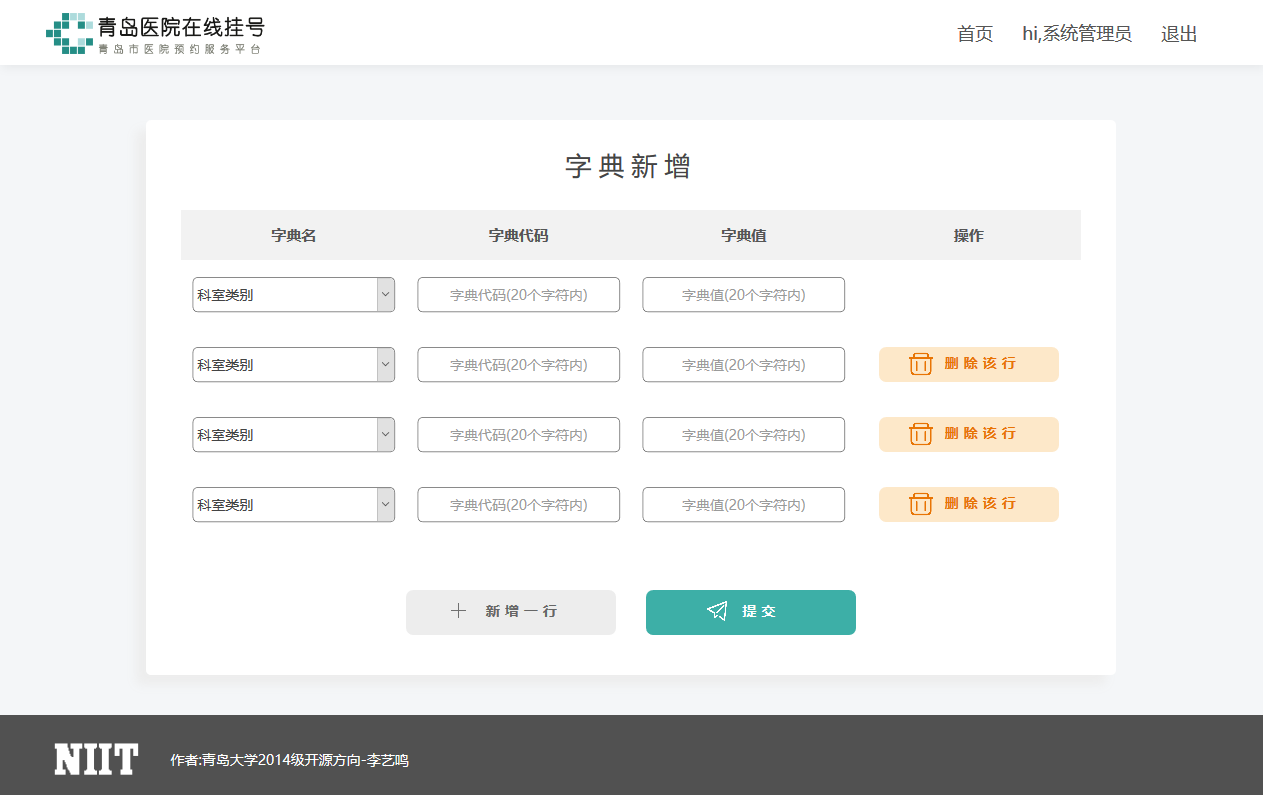 青岛医院在线挂号
青岛市医院预约服务平台
首页 hi,系统管理员 退出
字典新增
字典名 字典代码 字典值 操作
科室类别 字典代码(20个字符内) 字典值(20个字符内)
科室类别 字典代码(20个字符内) 字典值(20个字符内) 删除该行
科室类别 字典代码(20个字符内) 字典值(20个字符内) 删除该行
科室类别 字典代码(20个字符内) 字典值(20个字符内) 删除该行
新增一行 提交
NIIT 作者:青岛大学2014级开源方向-李艺鸣